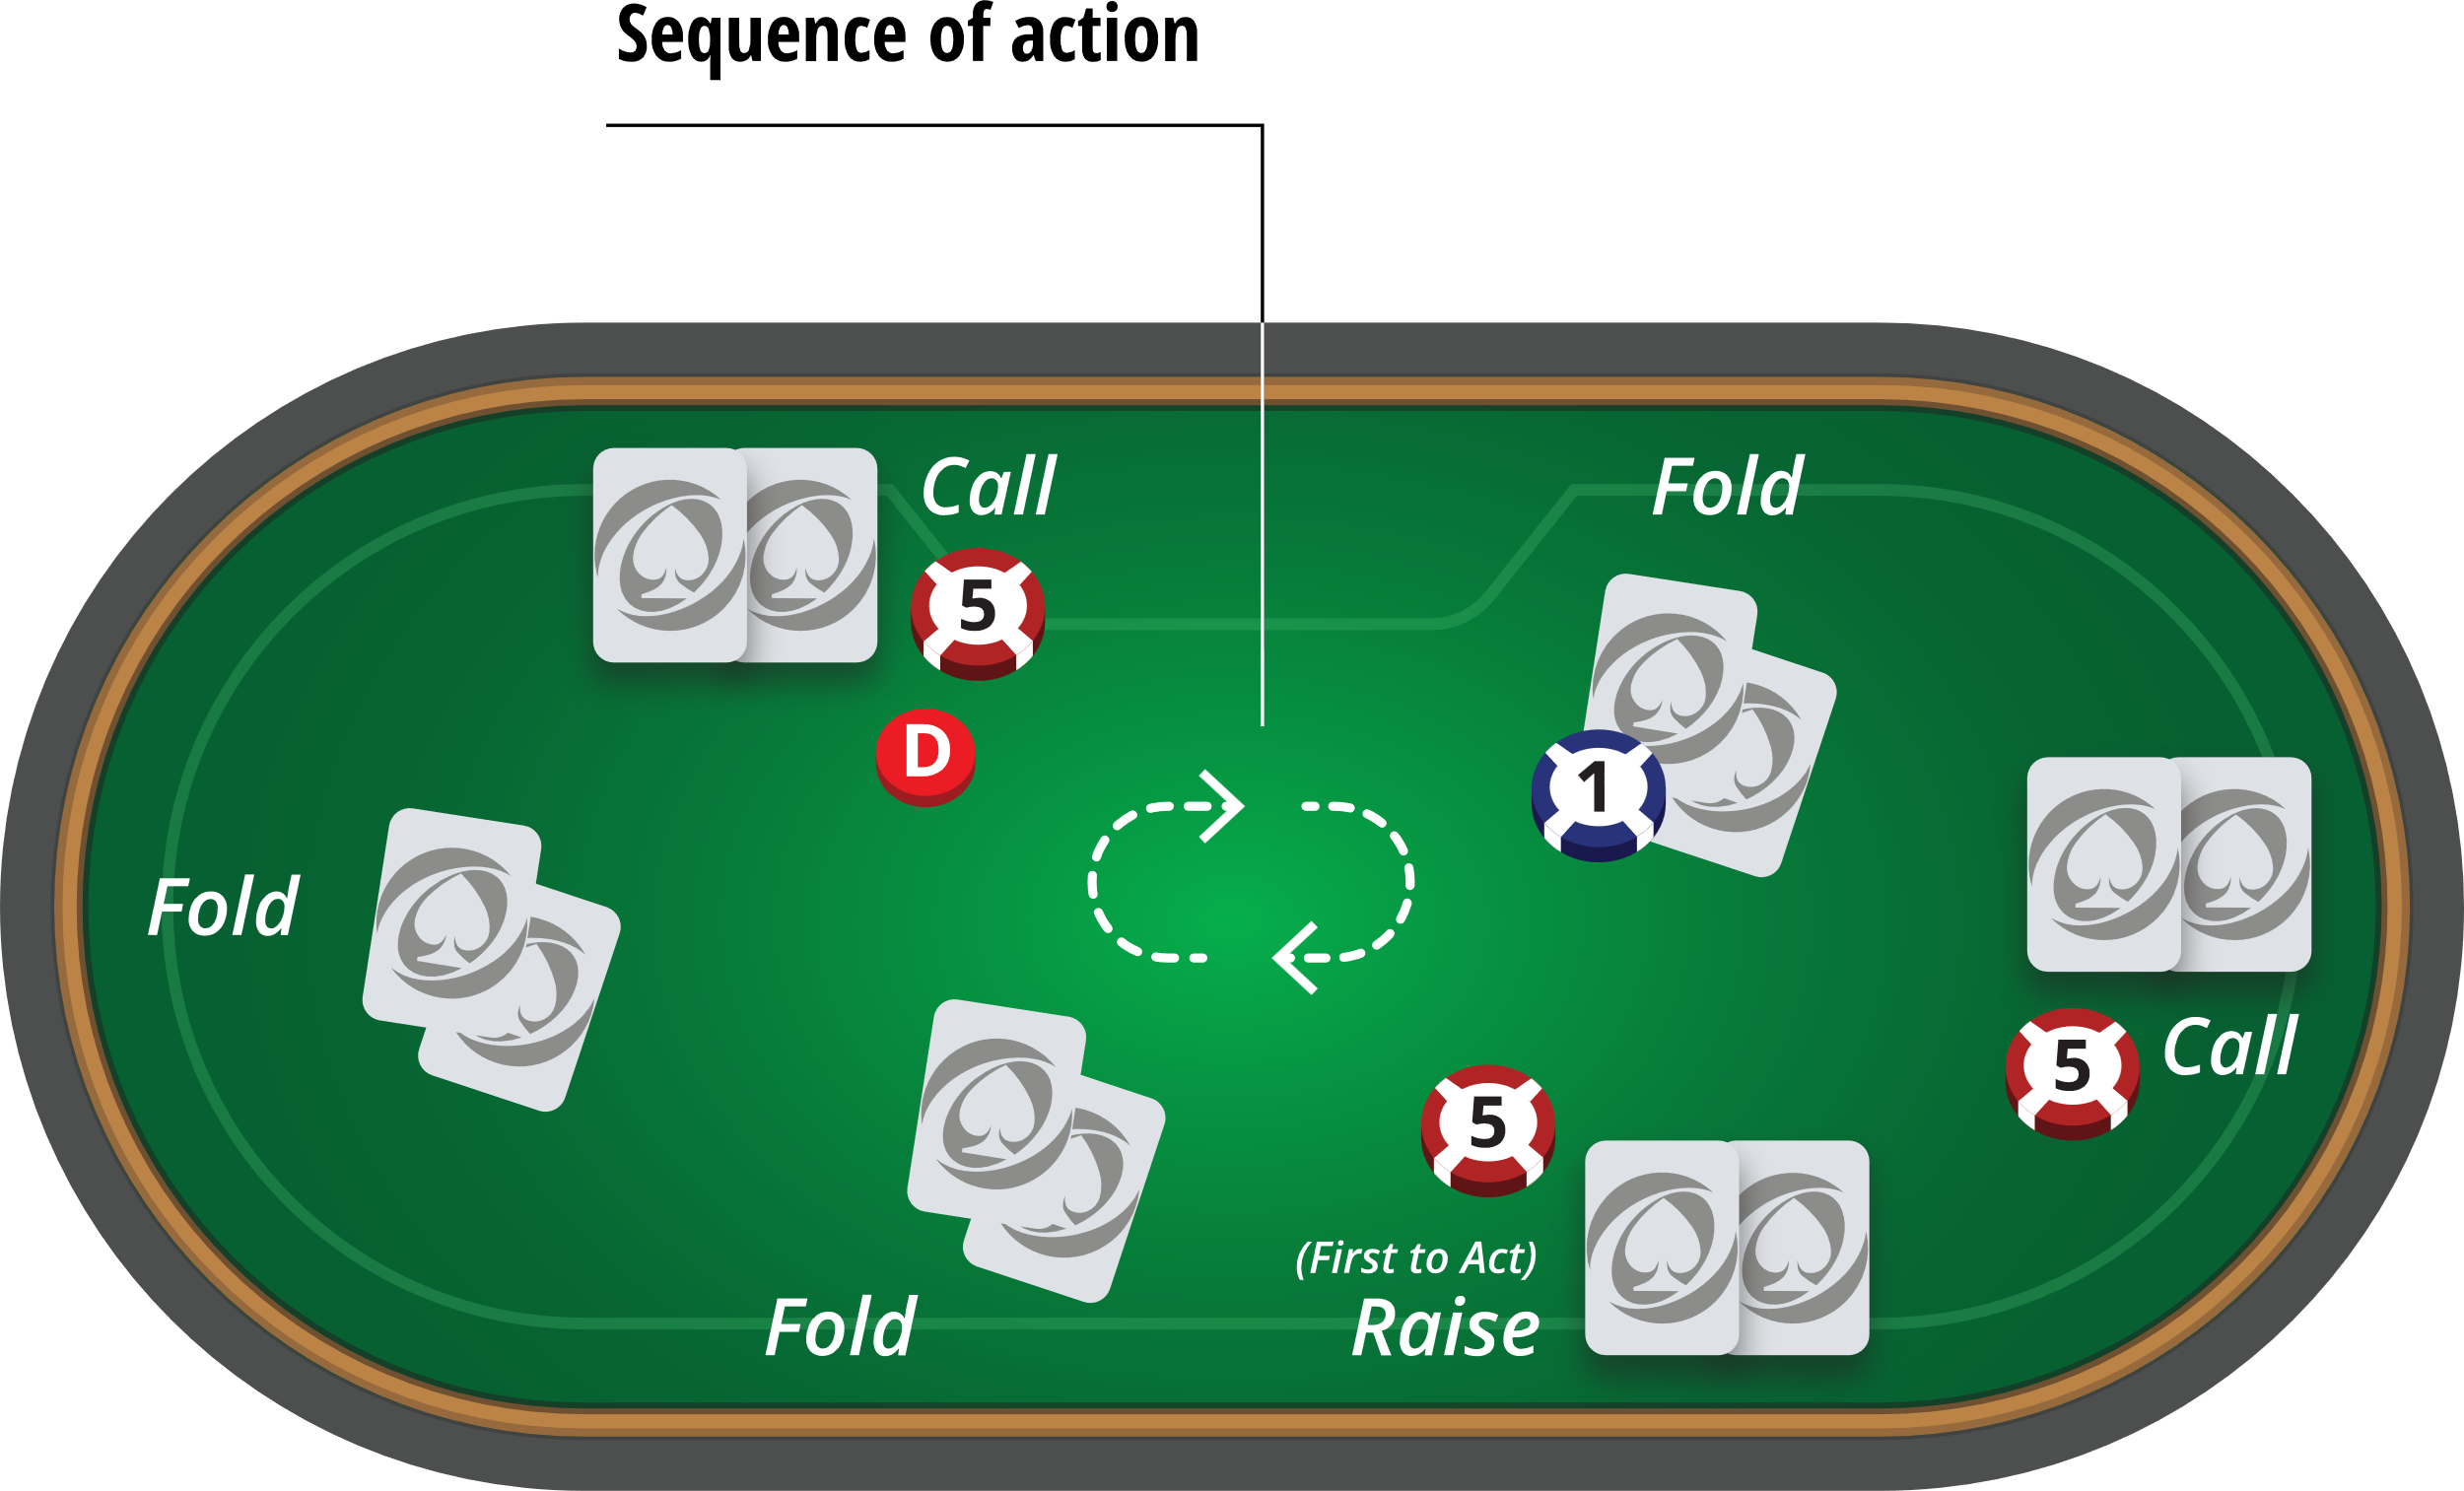 Sequence of action
Call
Fold
5
D
1
Fold
5
Call
5
(First to Act)
Fold
Raise